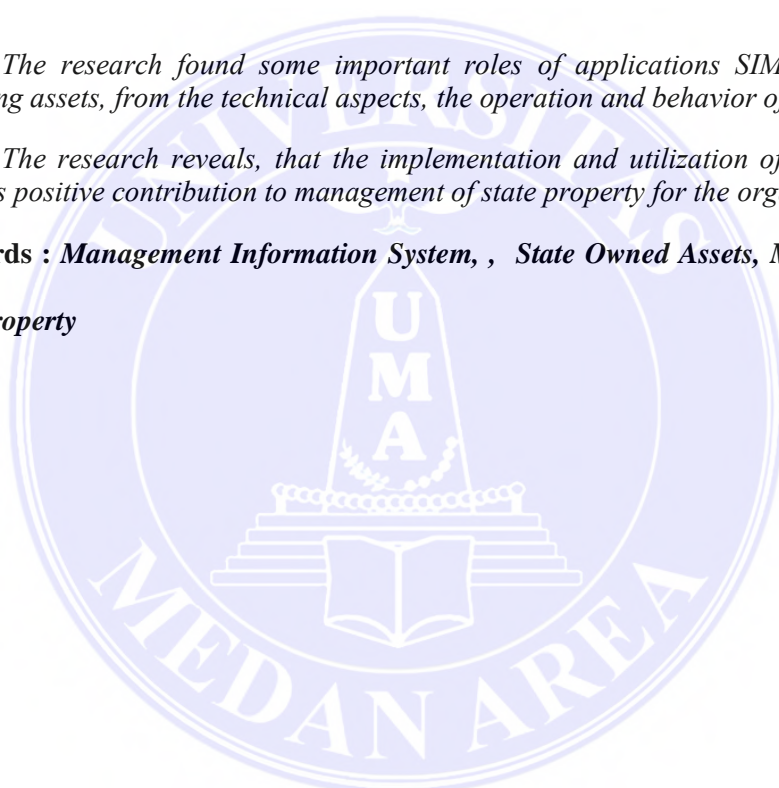 The research found some important roles of applications SIM
ng assets, from the technical aspects, the operation and behavior of
The research reveals, that the implementation and utilization of
s positive contribution to management of state property for the org
rds : Management Information System, , State Owned Assets, M
roperty
UNIVERSITAS
UMA
MEDAN AREA